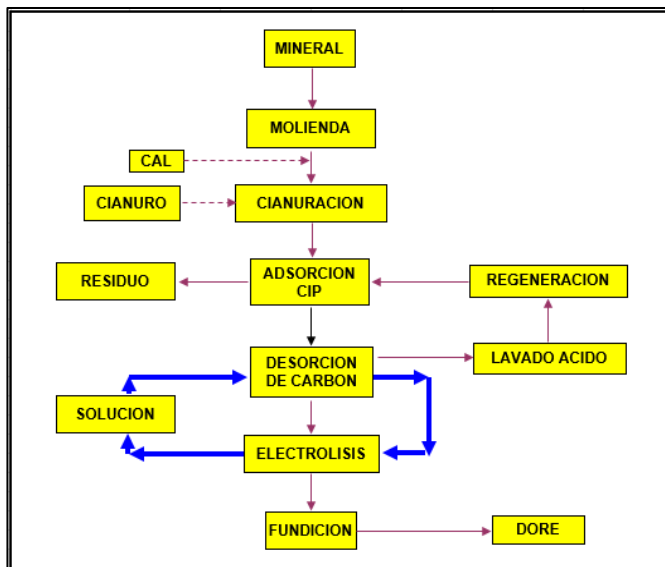 MINERAL
MOLIENDA
CAL
CIANURO
CIANURACION
RESIDUO
ADSORCION
CIP
REGENERACION
DESORCION
DE CARBON
LAVADO ACIDO
SOLUCION
ELECTROLISIS
FUNDICION
DORE